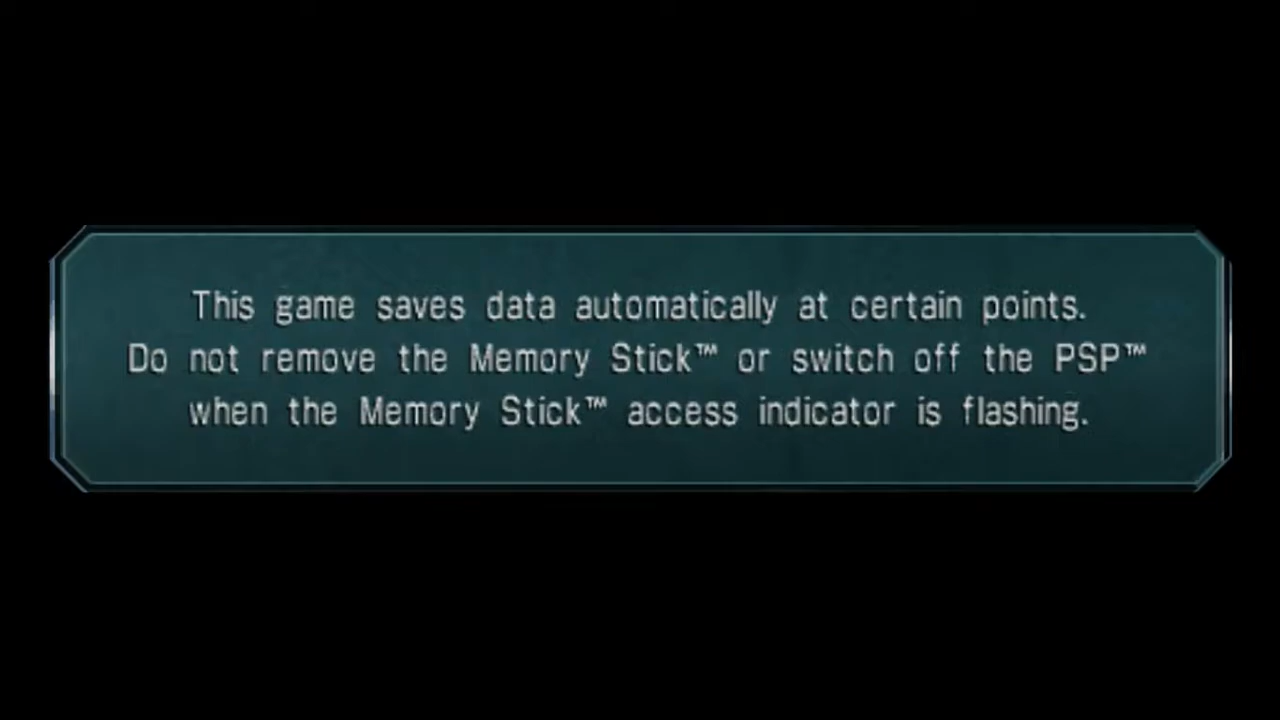 This game saves data automatically at certain points.
Do not remove the Memory Stick™ or switch off the PSP™
when the Memory Stick™ access indicator is flashing.